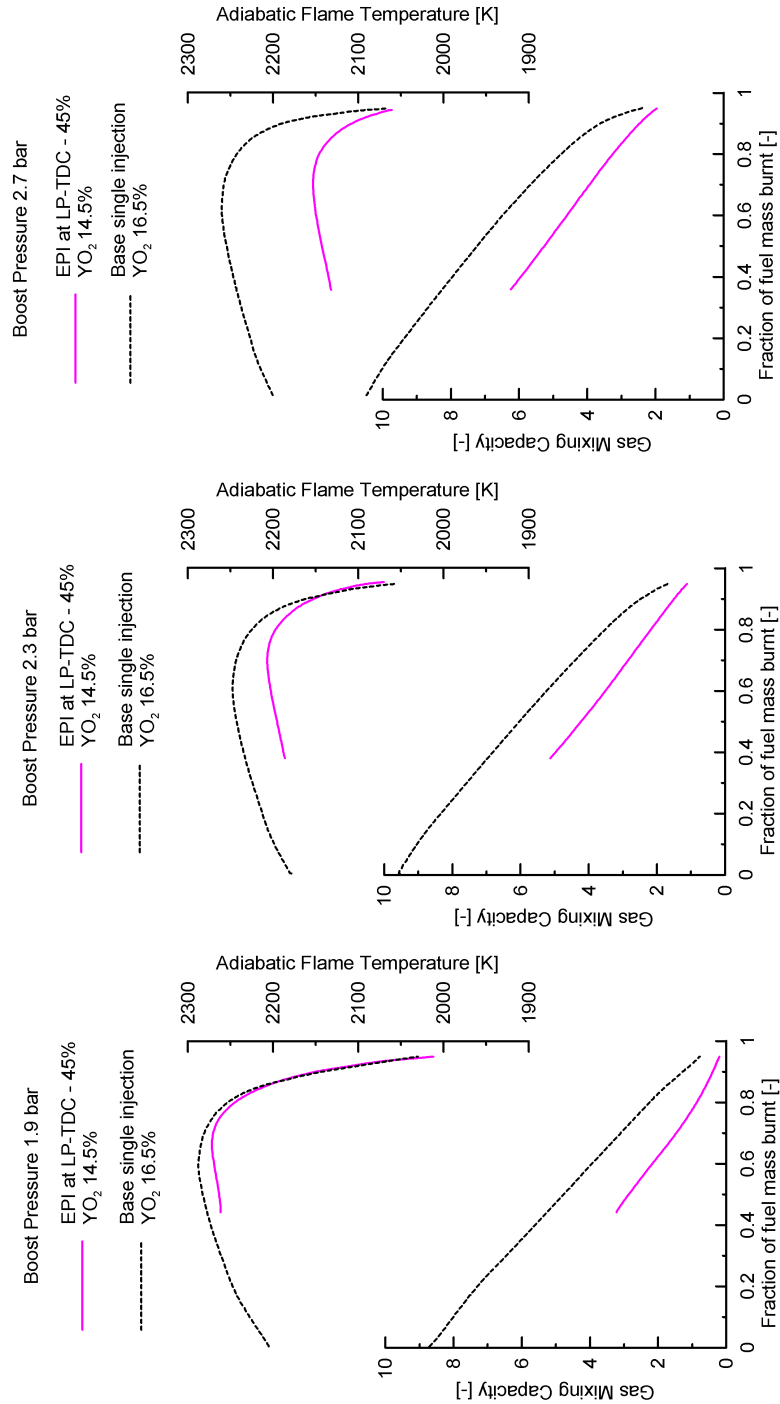 Boost Pressure 1.9 bar
EPI at LP-TDC - 45%
YO2 14.5%
Base single injection
YO2 16.5%
2300
2200
2100
2000
1900
Adiabatic Flame Temperature [K]
10
8
6
4
2
0
Gas Mixing Capacity [-]
0
0.2
0.4
0.6
0.8
1
Fraction of fuel mass burnt [-]
Boost Pressure 2.3 bar
EPI at LP-TDC - 45%
YO2 14.5%
Base single injection
YO2 16.5%
2300
2200
2100
2000
1900
Adiabatic Flame Temperature [K]
10
8
6
4
2
0
Gas Mixing Capacity [-]
0
0.2
0.4
0.6
0.8
1
Fraction of fuel mass burnt [-]
Boost Pressure 2.7 bar
EPI at LP-TDC - 45%
YO2 14.5%
Base single injection
YO2 16.5%
2300
2200
2100
2000
1900
Adiabatic Flame Temperature [K]
10
8
6
4
2
0
Gas Mixing Capacity [-]
0
0.2
0.4
0.6
0.8
1
Fraction of fuel mass burnt [-]